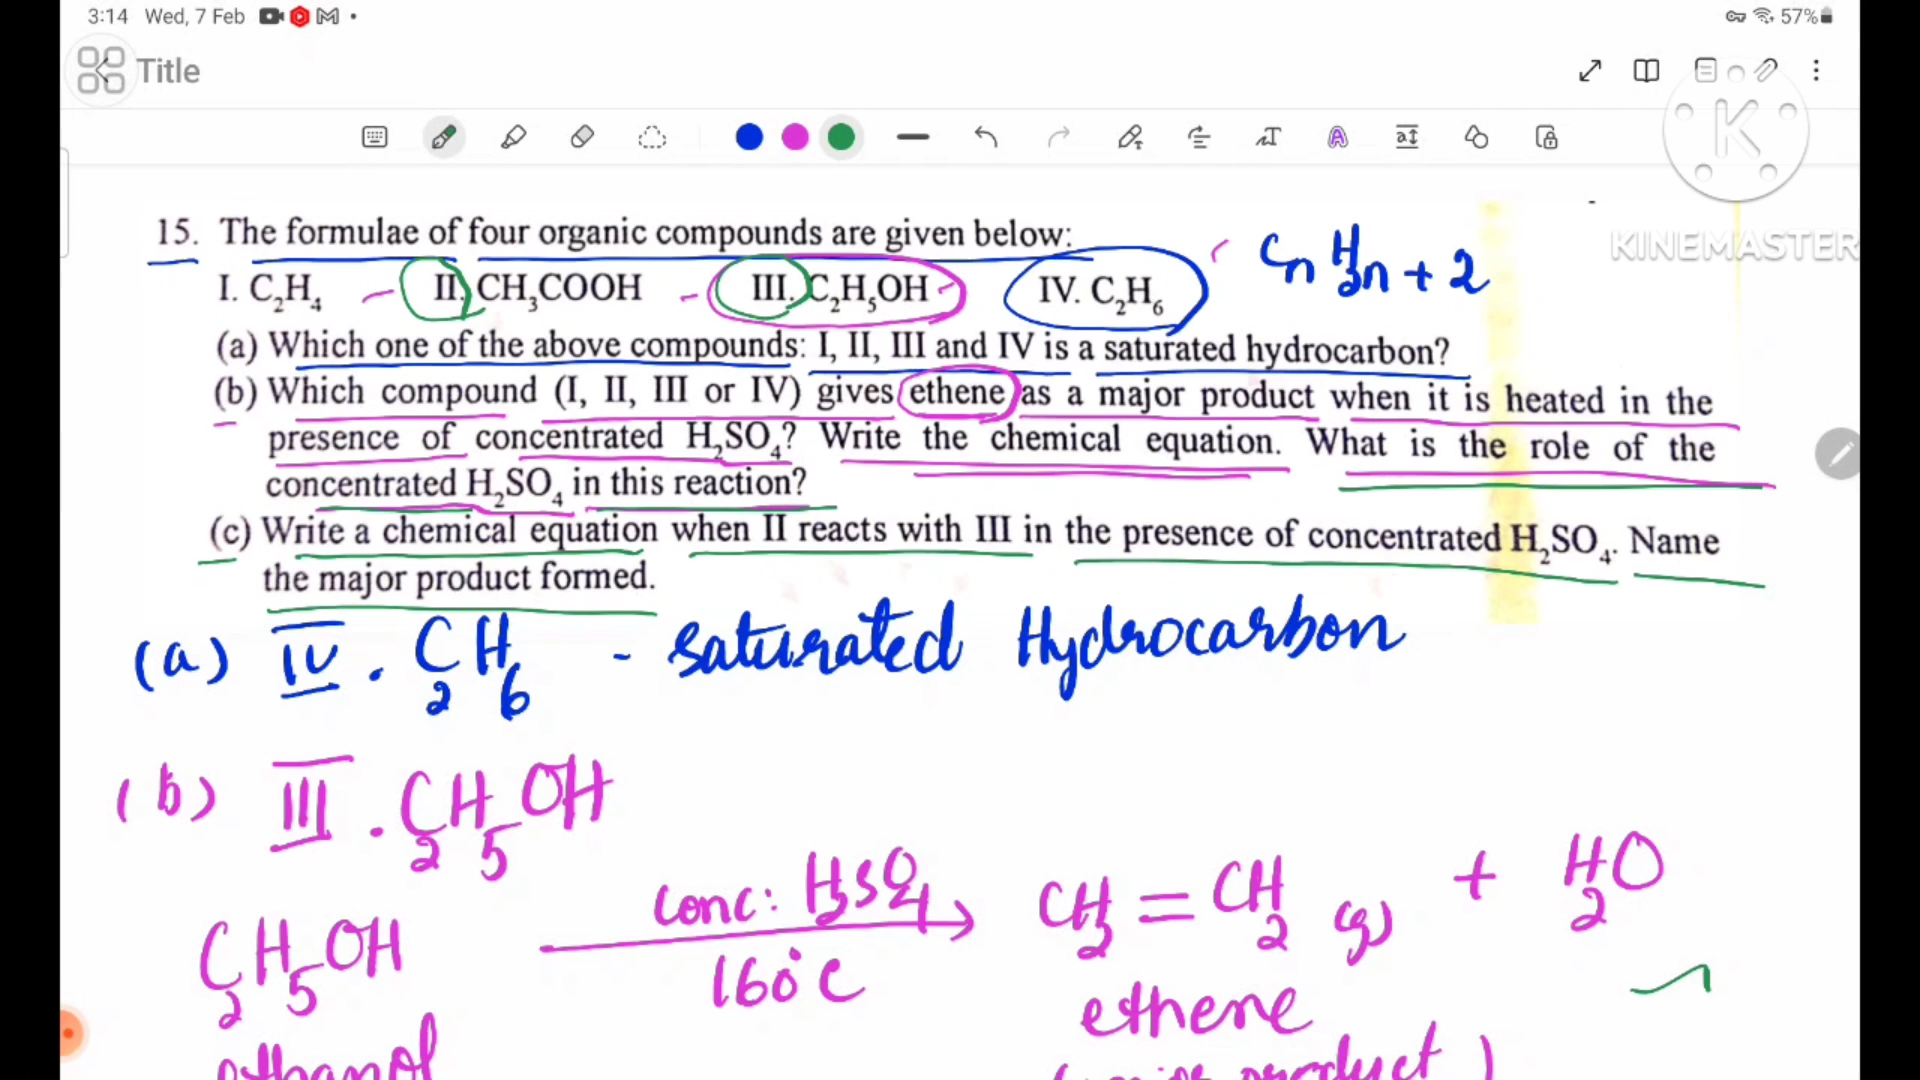 3:14 Wed, 7 Feb
57%
Title
KINEMASTER
15. The formulae of four organic compounds are given below:
CnH2n+2
I. C₂H₄ II. CH₃COOH III. C₂H₅OH IV. C₂H₆
(a) Which one of the above compounds: I, II, III and IV is a saturated hydrocarbon?
(b) Which compound (I, II, III or IV) gives ethene as a major product when it is heated in the
presence of concentrated H₂SO₄? Write the chemical equation. What is the role of the
concentrated H₂SO₄ in this reaction?
(c) Write a chemical equation when II reacts with III in the presence of concentrated H₂SO₄. Name
the major product formed.
(a) IV. C₂H₆ - saturated Hydrocarbon
(b) III. C₂H₅OH
C₂H₅OH conc: H₂SO₄ 160°C CH₂=CH₂ (g) + H₂O
ethanol ethene
product)